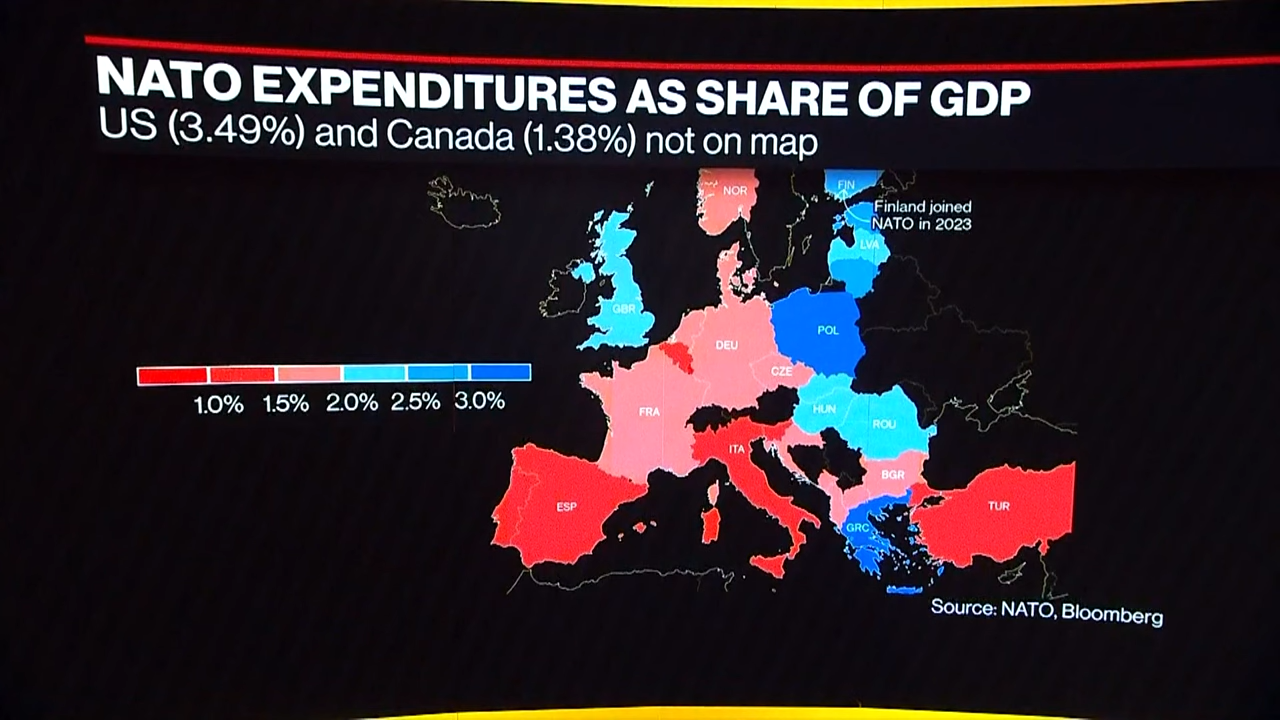 NATO EXPENDITURES AS SHARE OF GDP
US (3.49%) and Canada (1.38%) not on map
NOR
FIN
Finland joined
NATO in 2023
LVA
GBR
POL
DEU
CZE
1.0% 1.5% 2.0% 2.5% 3.0%
FRA
HUN
ROU
ITA
BGR
ESP
TUR
GRC
Source: NATO, Bloomberg